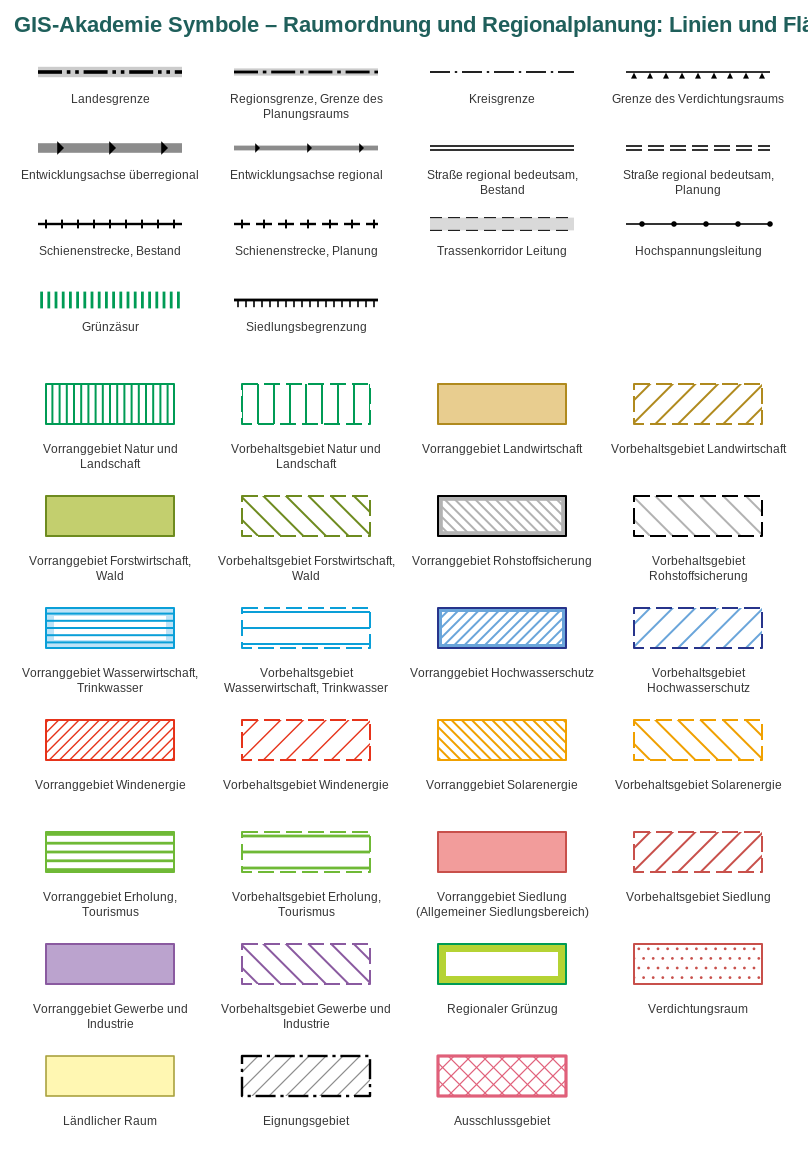 GIS-Akademie Symbole – Raumordnung und Regionalplanung: Linien und Flä
Landesgrenze
Regionsgrenze, Grenze des
Planungsraums
Kreisgrenze
Grenze des Verdichtungsraums
Entwicklungsachse überregional
Entwicklungsachse regional
Straße regional bedeutsam,
Bestand
Straße regional bedeutsam,
Planung
Schienenstrecke, Bestand
Schienenstrecke, Planung
Trassenkorridor Leitung
Hochspannungsleitung
Grünzäsur
Siedlungsbegrenzung
Vorranggebiet Natur und
Landschaft
Vorbehaltsgebiet Natur und
Landschaft
Vorranggebiet Landwirtschaft
Vorbehaltsgebiet Landwirtschaft
Vorranggebiet Forstwirtschaft,
Wald
Vorbehaltsgebiet Forstwirtschaft,
Wald
Vorranggebiet Rohstoffsicherung
Vorbehaltsgebiet
Rohstoffsicherung
Vorranggebiet Wasserwirtschaft,
Trinkwasser
Vorbehaltsgebiet
Wasserwirtschaft, Trinkwasser
Vorranggebiet Hochwasserschutz
Vorbehaltsgebiet
Hochwasserschutz
Vorranggebiet Windenergie
Vorbehaltsgebiet Windenergie
Vorranggebiet Solarenergie
Vorbehaltsgebiet Solarenergie
Vorranggebiet Erholung,
Tourismus
Vorbehaltsgebiet Erholung,
Tourismus
Vorranggebiet Siedlung
(Allgemeiner Siedlungsbereich)
Vorbehaltsgebiet Siedlung
Vorranggebiet Gewerbe und
Industrie
Vorbehaltsgebiet Gewerbe und
Industrie
Regionaler Grünzug
Verdichtungsraum
Ländlicher Raum
Eignungsgebiet
Ausschlussgebiet